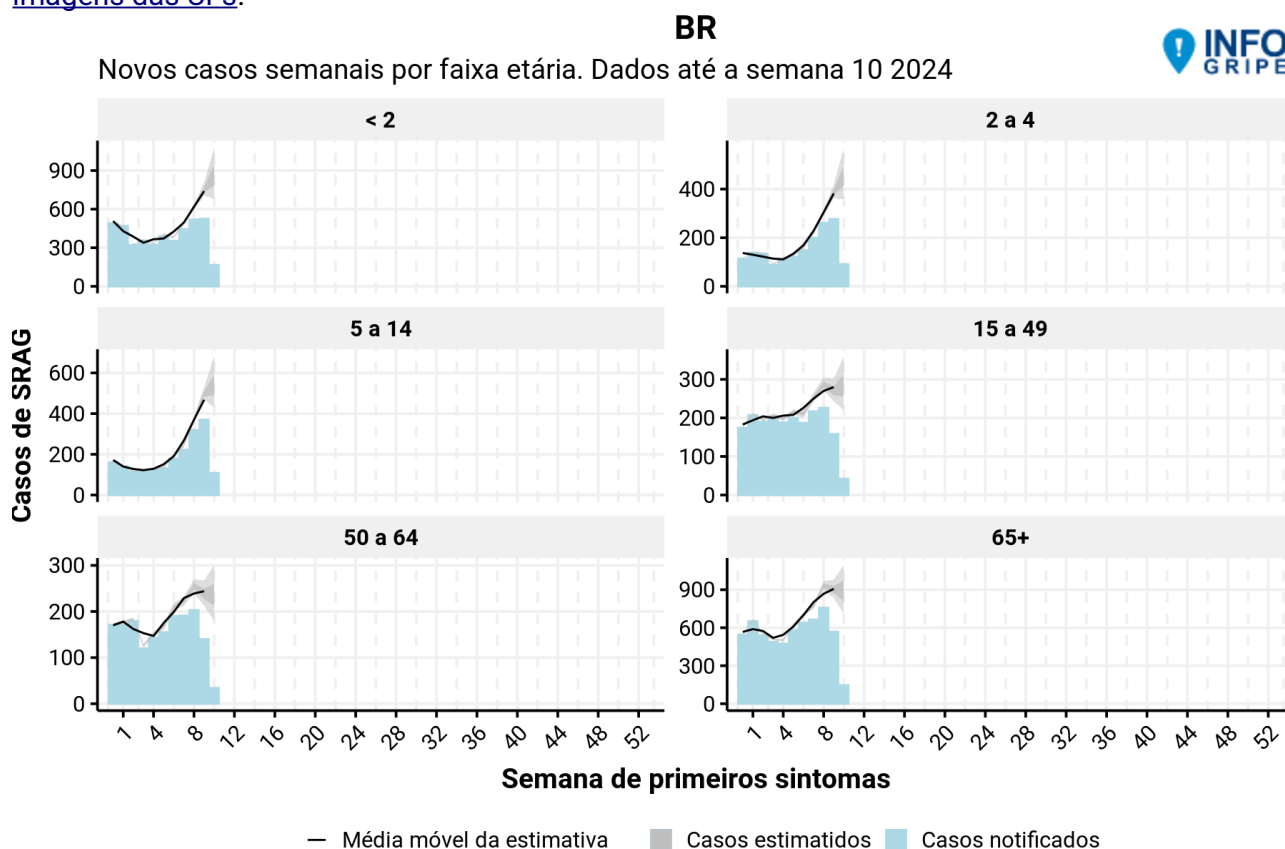 imagens das UFs.
BR
INFO
GRIPE
Novos casos semanais por faixa etária. Dados até a semana 10 2024
< 2
2 a 4
900
600
300
0
400
200
0
5 a 14
15 a 49
600
400
200
0
300
200
100
0
50 a 64
65+
300
200
100
0
900
600
300
0
1 4 8 12 16 20 24 28 32 36 40 44 48 52
1 4 8 12 16 20 24 28 32 36 40 44 48 52
Casos de SRAG
Semana de primeiros sintomas
Média móvel da estimativa
Casos estimatidos
Casos notificados